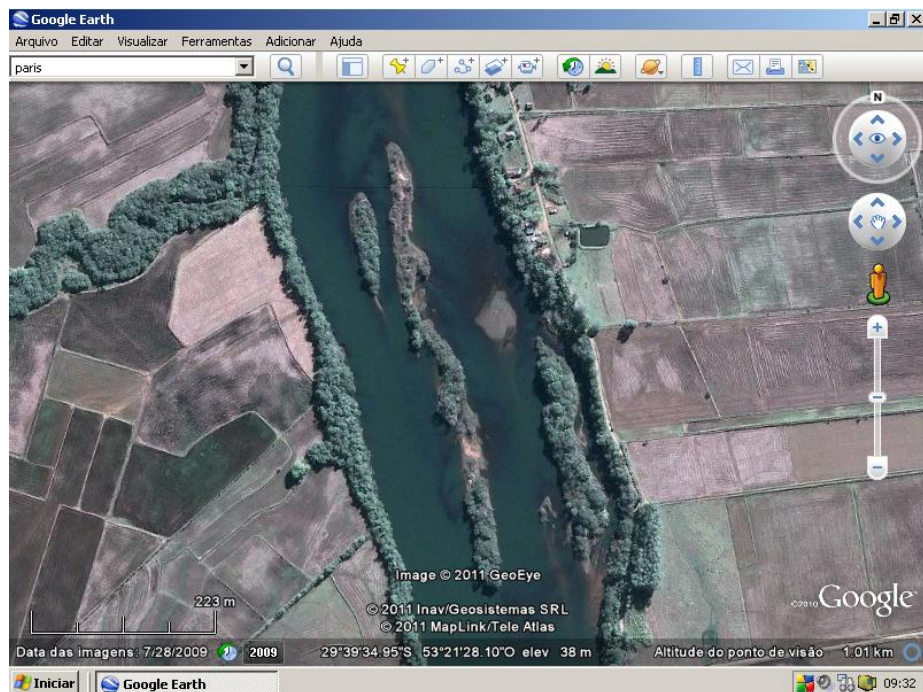 Google Earth
Arquivo Editar Visualizar Ferramentas Adicionar Ajuda
paris
N
Image © 2011 GeoEye
223 m
© 2011 Inav/Geosistemas SRL
© 2011 MapLink/Tele Atlas
©2010 Google
Data das imagens: 7/28/2009 2009 29°39'34.95"S 53°21'28.10"O elev 38 m Altitude do ponto de visão 1.01 km
Iniciar Google Earth 09:32